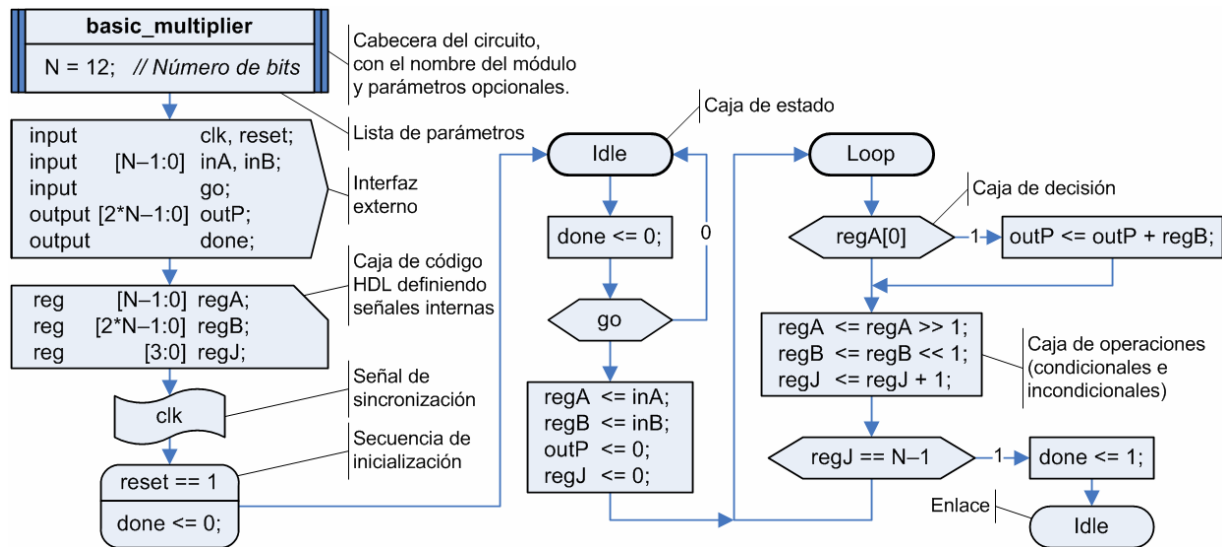 basic_multiplier
N = 12;   // Número de bits
Cabecera del circuito,
con el nombre del módulo
y parámetros opcionales.
Lista de parámetros
input clk, reset;
input [N–1:0] inA, inB;
input go;
output [2*N–1:0] outP;
output done;
Interfaz
externo
reg [N–1:0] regA;
reg [2*N–1:0] regB;
reg [3:0] regJ;
Caja de código
HDL definiendo
señales internas
clk
Señal de
sincronización
reset == 1
done <= 0;
Secuencia de
inicialización
Caja de estado
Idle
done <= 0;
go
0
regA <= inA;
regB <= inB;
outP <= 0;
regJ <= 0;
Loop
Caja de decisión
regA[0]
1
outP <= outP + regB;
regA <= regA >> 1;
regB <= regB << 1;
regJ <= regJ + 1;
Caja de operaciones
(condicionales e
incondicionales)
regJ == N–1
1
done <= 1;
Enlace
Idle